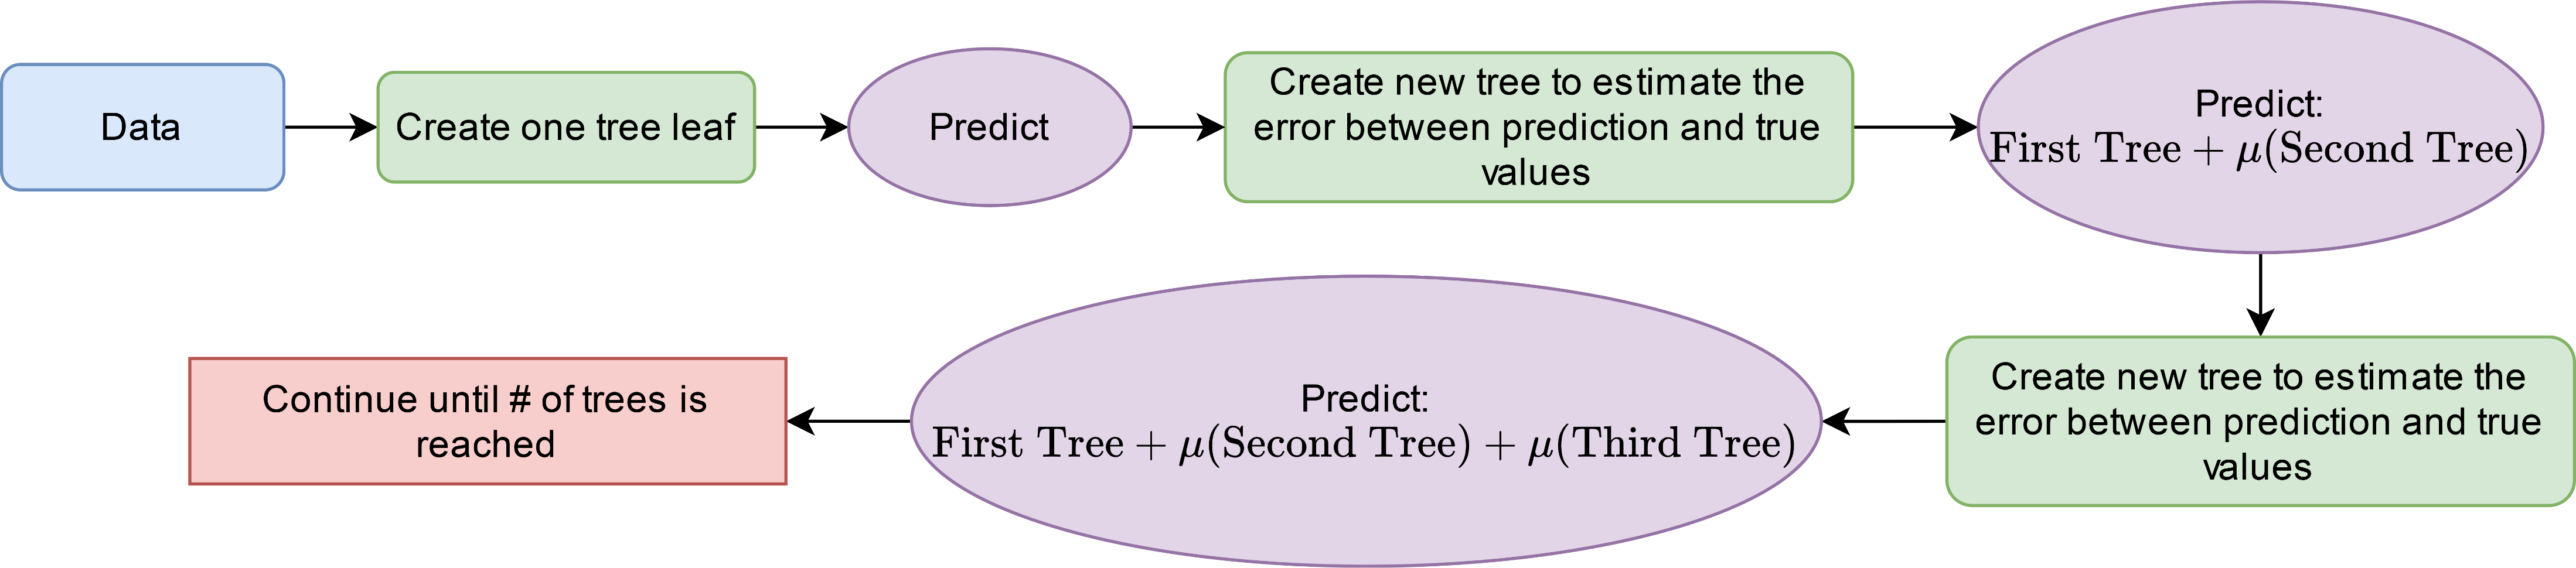 Data
Create one tree leaf
Predict
Create new tree to estimate the
error between prediction and true
values
Predict:
First Tree + μ(Second Tree)
Create new tree to estimate the
error between prediction and true
values
Predict:
First Tree + μ(Second Tree) + μ(Third Tree)
Continue until # of trees is
reached